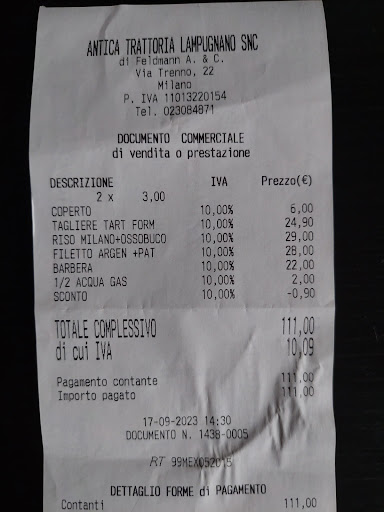 ANTICA TRATTORIA LAMPUGNANO SNC
di Feldmann A. & C.
Via Trenno, 22
Milano
P. IVA 11013220154
Tel. 023084871
DOCUMENTO COMMERCIALE
di vendita o prestazione
DESCRIZIONE IVA Prezzo(€)
2 x 3,00
COPERTO 10,00% 6,00
TAGLIERE TART FORM 10,00% 24,90
RISO MILANO+OSSOBUCO 10,00% 29,00
FILETTO ARGEN +PAT 10,00% 28,00
BARBERA 10,00% 22,00
1/2 ACQUA GAS 10,00% 2,00
SCONTO 10,00% -0,90
TOTALE COMPLESSIVO 111,00
di cui IVA 10,09
Pagamento contante 111,00
Importo pagato 111,00
17-09-2023 14:30
DOCUMENTO N. 1438-0005
RT 99MEX052015
DETTAGLIO FORME di PAGAMENTO
Contanti 111,00